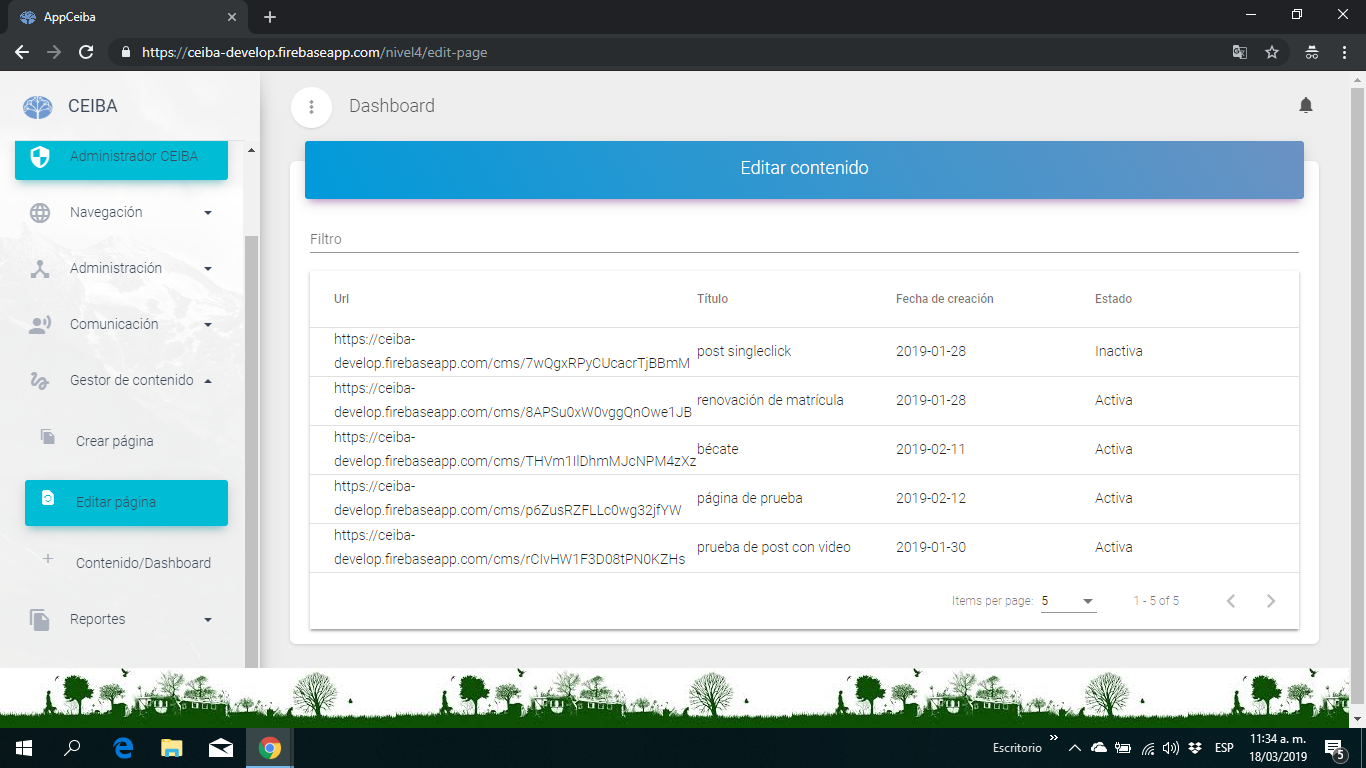 AppCeiba
https://ceiba-develop.firebaseapp.com/nivel4/edit-page
CEIBA
Dashboard
Administrador CEIBA
Navegación
Administración
Comunicación
Gestor de contenido
Crear página
Editar página
Contenido/Dashboard
Reportes
Editar contenido
Filtro
Url Título Fecha de creación Estado
https://ceiba-
develop.firebaseapp.com/cms/7wQgxRPyCUcacrTjBBmM post singleclick 2019-01-28 Inactiva
https://ceiba-
develop.firebaseapp.com/cms/8APSu0xW0vggQnOwe1JB renovación de matrícula 2019-01-28 Activa
https://ceiba-
develop.firebaseapp.com/cms/THVm1IlDhmMJcNPM4zXz bécate 2019-02-11 Activa
https://ceiba-
develop.firebaseapp.com/cms/p6ZusRZFLLc0wg32jfYW página de prueba 2019-02-12 Activa
https://ceiba-
develop.firebaseapp.com/cms/rCIvHW1F3D08tPN0KZHs prueba de post con video 2019-01-30 Activa
Items per page: 5 1 - 5 of 5
Escritorio ESP 11:34 a. m.
18/03/2019
5